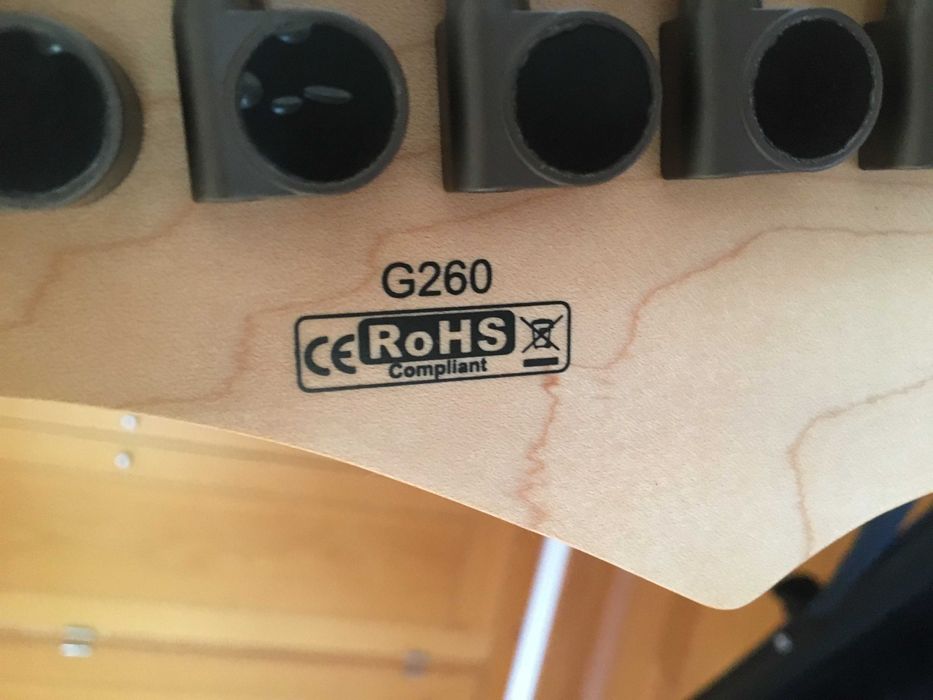 G260
CE RoHS
Compliant